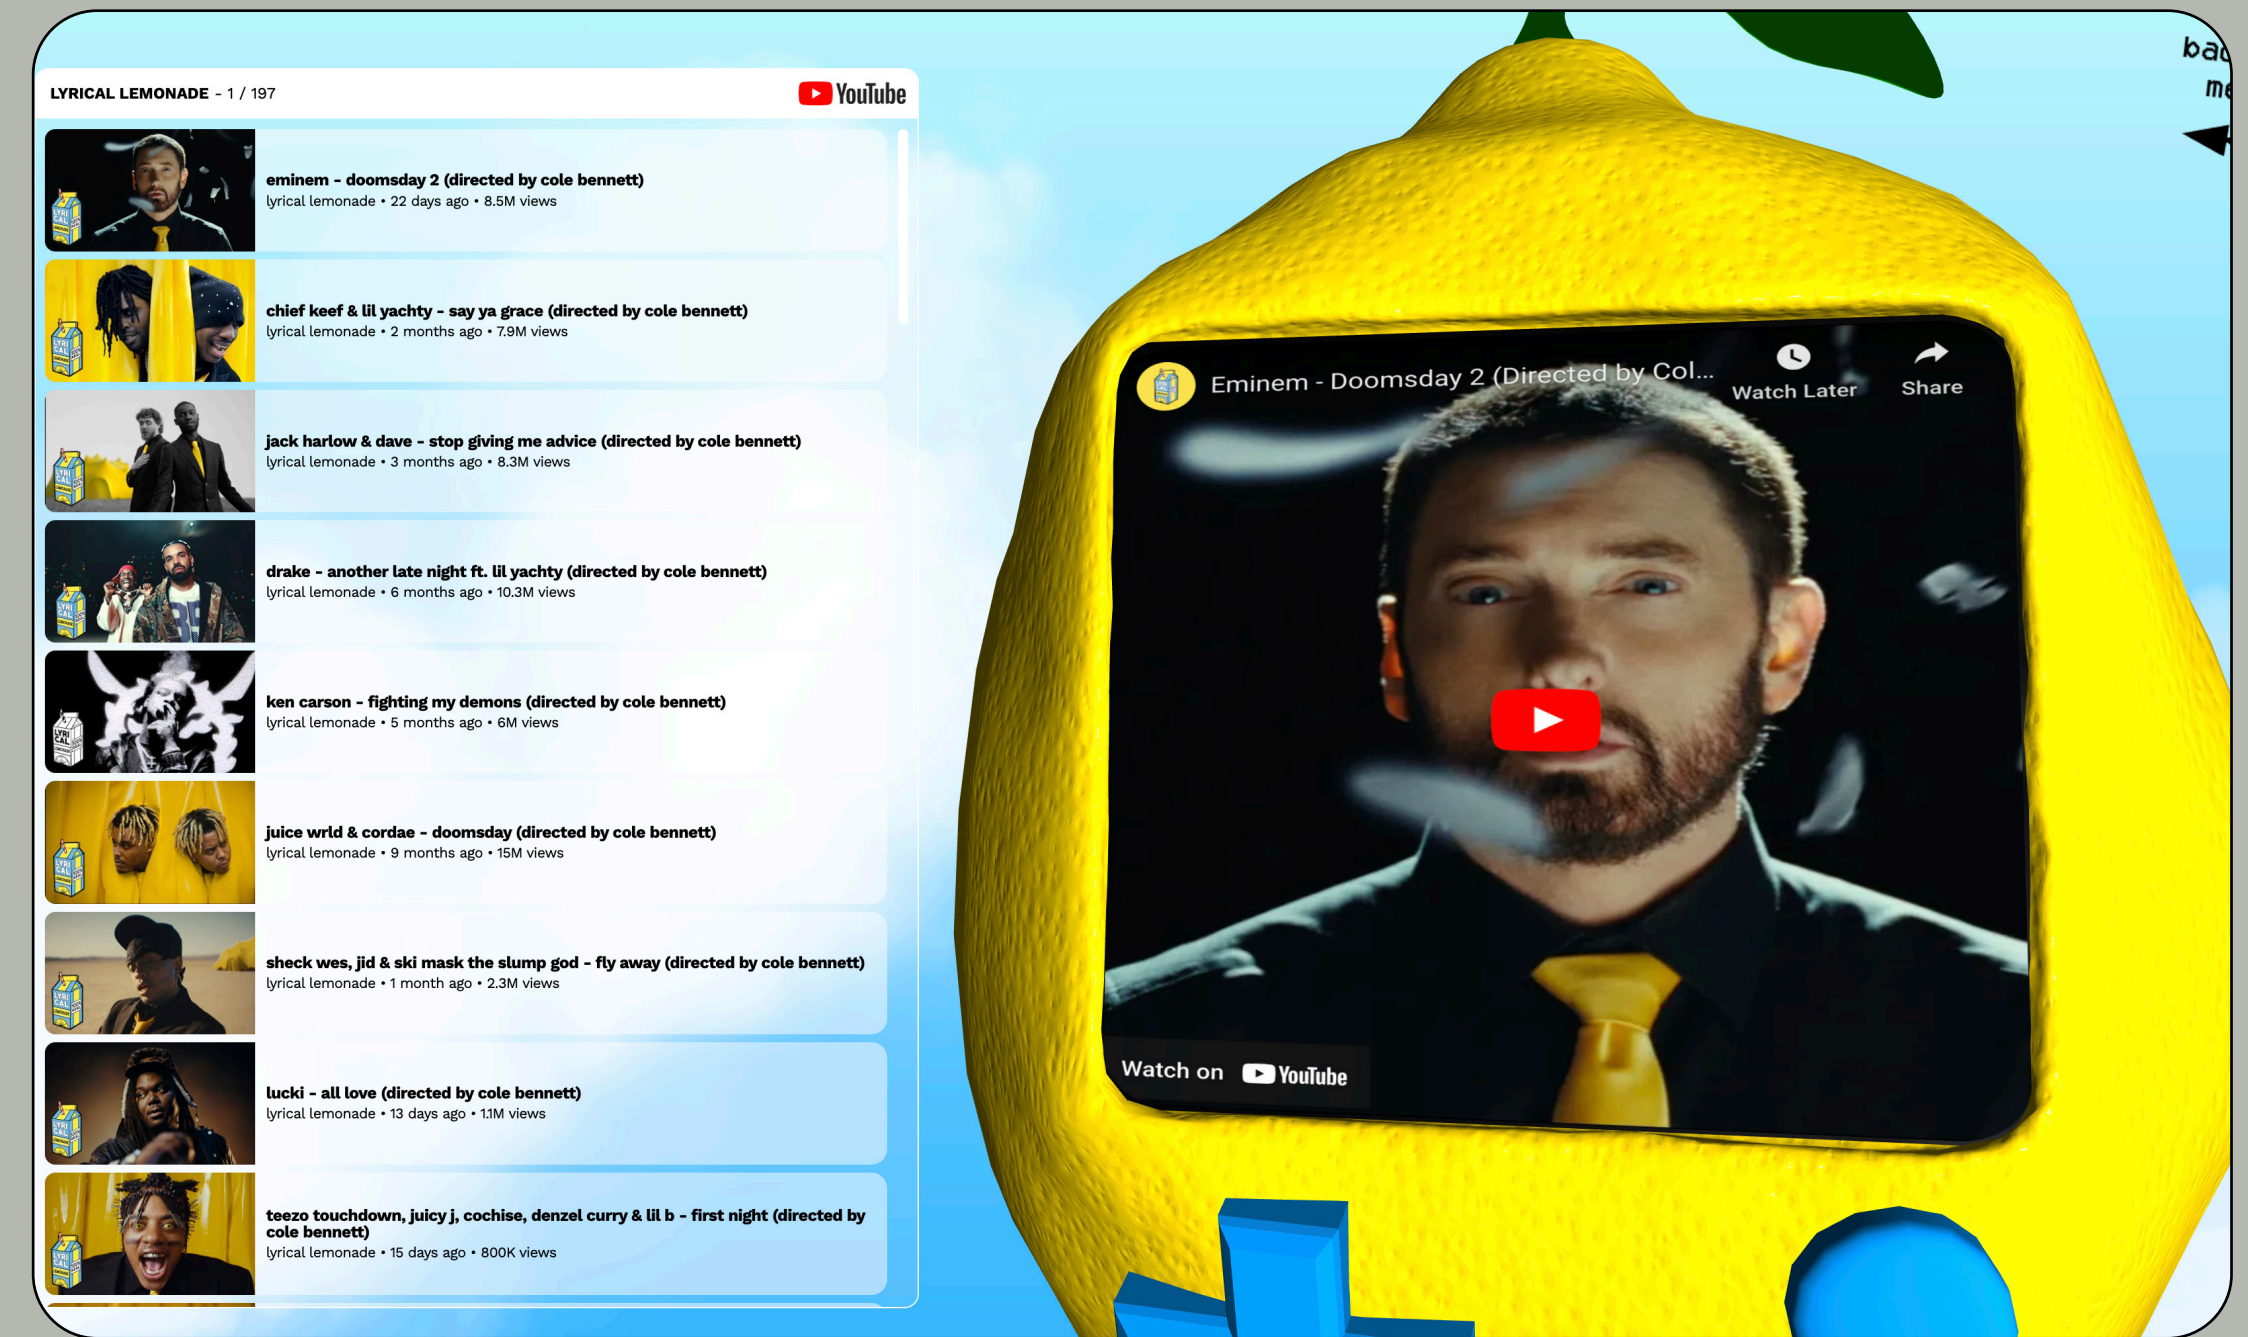 LYRICAL LEMONADE - 1 / 197
YouTube
eminem - doomsday 2 (directed by cole bennett)
lyrical lemonade • 22 days ago • 8.5M views
chief keef & lil yachty - say ya grace (directed by cole bennett)
lyrical lemonade • 2 months ago • 7.9M views
jack harlow & dave - stop giving me advice (directed by cole bennett)
lyrical lemonade • 3 months ago • 8.3M views
drake - another late night ft. lil yachty (directed by cole bennett)
lyrical lemonade • 6 months ago • 10.3M views
ken carson - fighting my demons (directed by cole bennett)
lyrical lemonade • 5 months ago • 6M views
juice wrld & cordae - doomsday (directed by cole bennett)
lyrical lemonade • 9 months ago • 15M views
sheck wes, jid & ski mask the slump god - fly away (directed by cole bennett)
lyrical lemonade • 1 month ago • 2.3M views
lucki - all love (directed by cole bennett)
lyrical lemonade • 13 days ago • 1.1M views
teezo touchdown, juicy j, cochise, denzel curry & lil b - first night (directed by
cole bennett)
lyrical lemonade • 15 days ago • 800K views
Eminem - Doomsday 2 (Directed by Col...
Watch Later
Share
Watch on YouTube